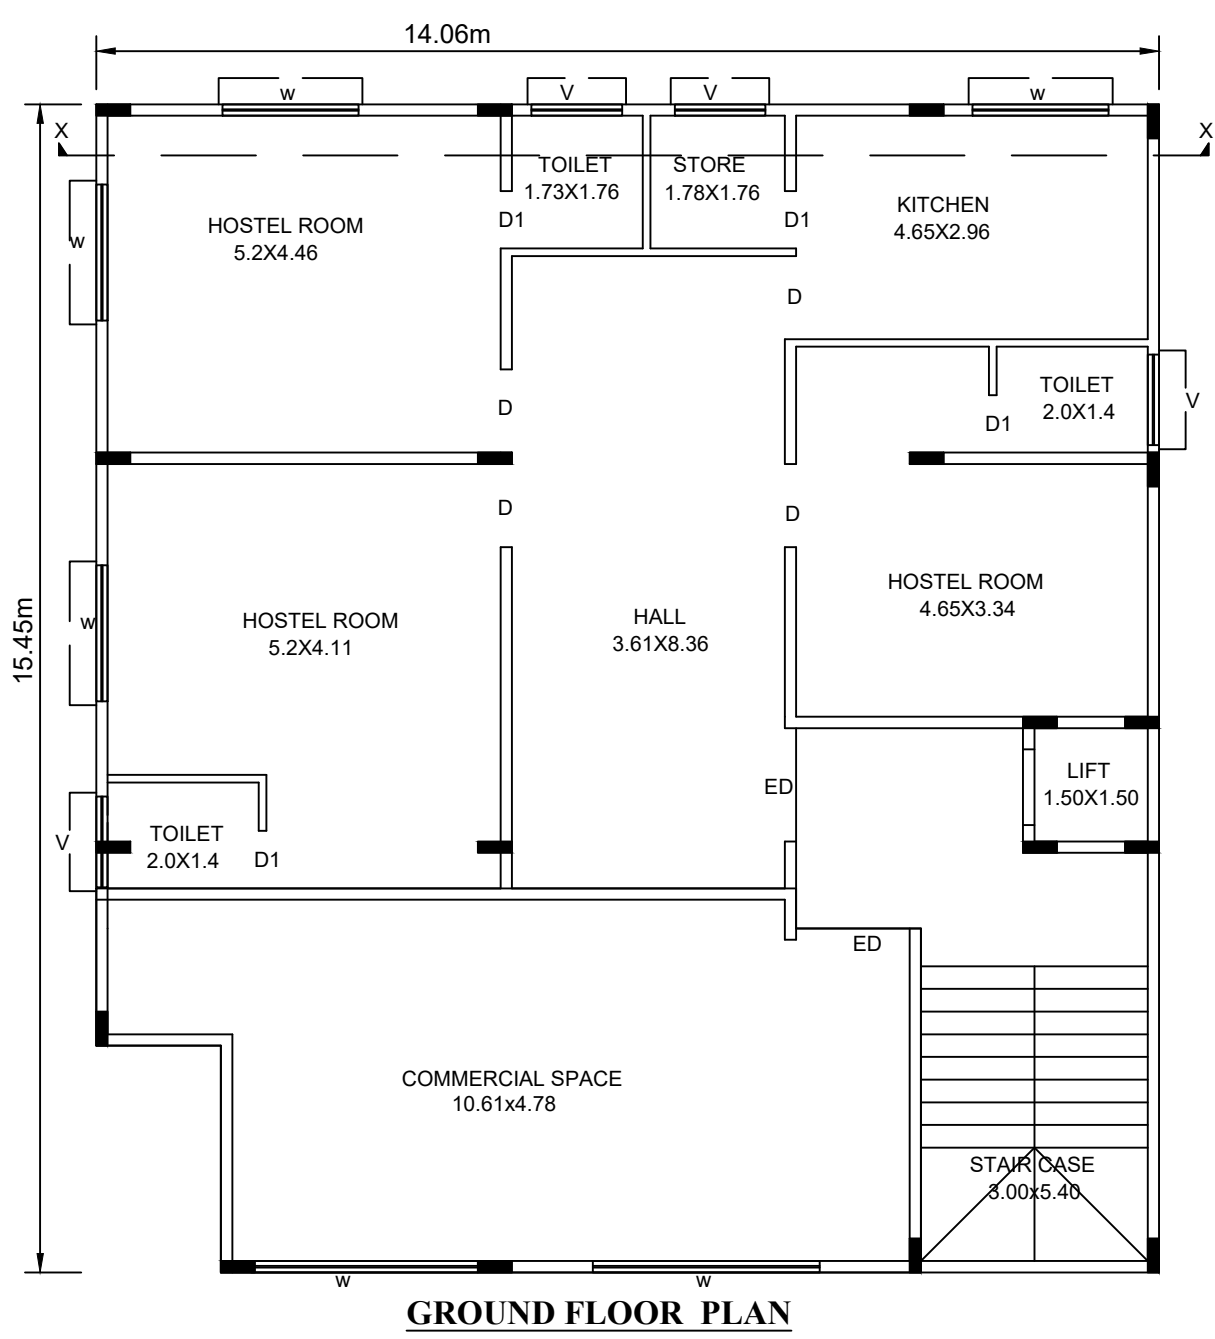 14.06m
w
V
V
w
X
X
TOILET
1.73X1.76
STORE
1.78X1.76
KITCHEN
4.65X2.96
HOSTEL ROOM
5.2X4.46
D1
D1
w
D
TOILET
2.0X1.4
V
D
D1
D
D
HOSTEL ROOM
4.65X3.34
HOSTEL ROOM
5.2X4.11
HALL
3.61X8.36
w
15.45m
LIFT
1.50X1.50
ED
TOILET
2.0X1.4
V
D1
ED
COMMERCIAL SPACE
10.61x4.78
STAIR CASE
3.00x5.40
w
w
GROUND FLOOR PLAN